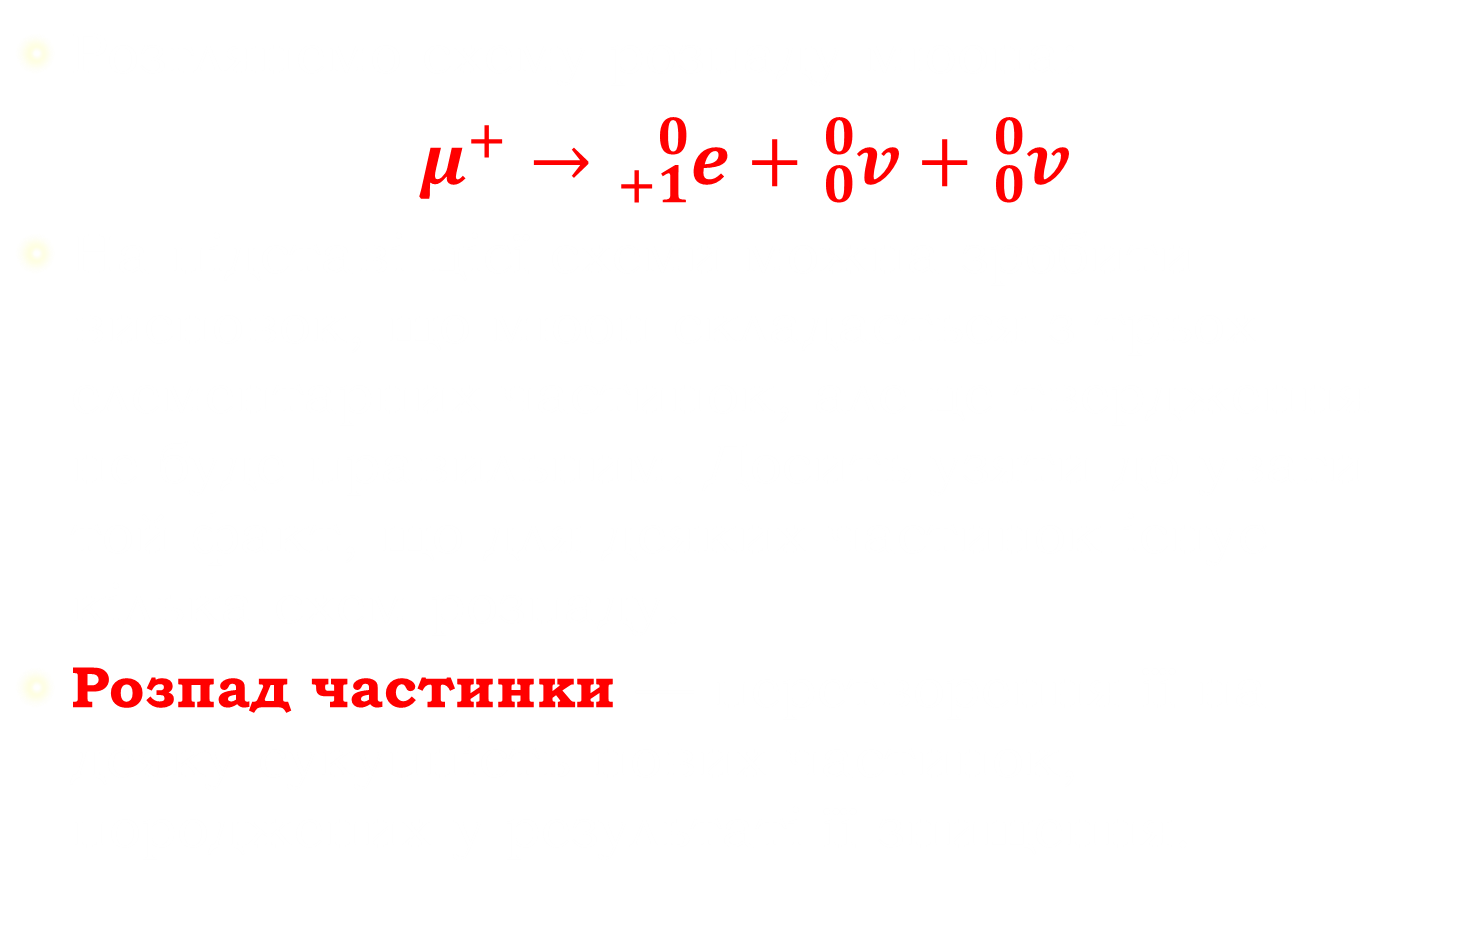 μ⁺ → ⁰₊₁e + ⁰₀ν + ⁰₀ν
Розпад частинки